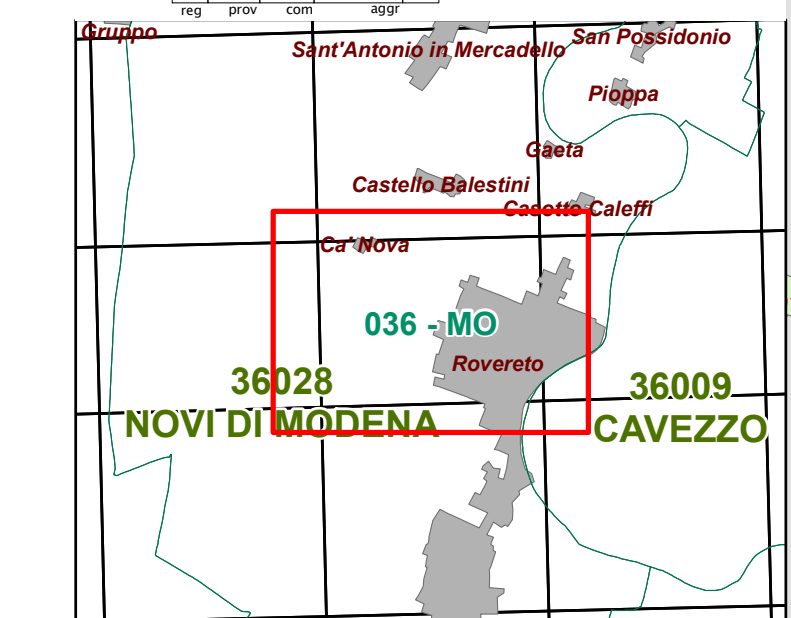 reg prov com aggr
Gruppo
Sant'Antonio in Mercadello
San Possidonio
Pioppa
Gaeta
Castello Balestini
Casotto Caleffi
Ca' Nova
036 - MO
Rovereto
36028
NOVI DI MODENA
36009
CAVEZZO